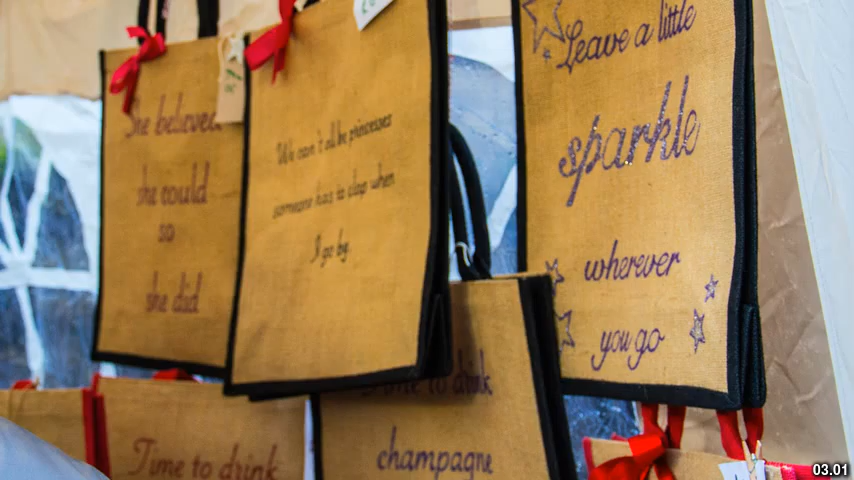 She believed
she could
so
she did
We can't all be princesses
someone has to clap when
I go by.
Leave a little
sparkle
wherever
you go
Time to drink
champagne
Time to drink
03.01